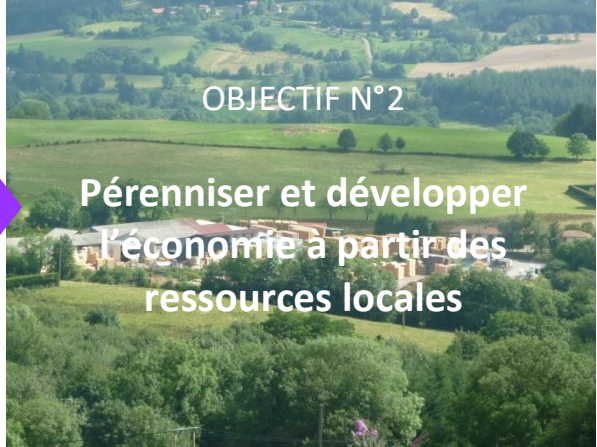 OBJECTIF N°2
Pérenniser et développer
l’économie à partir des
ressources locales